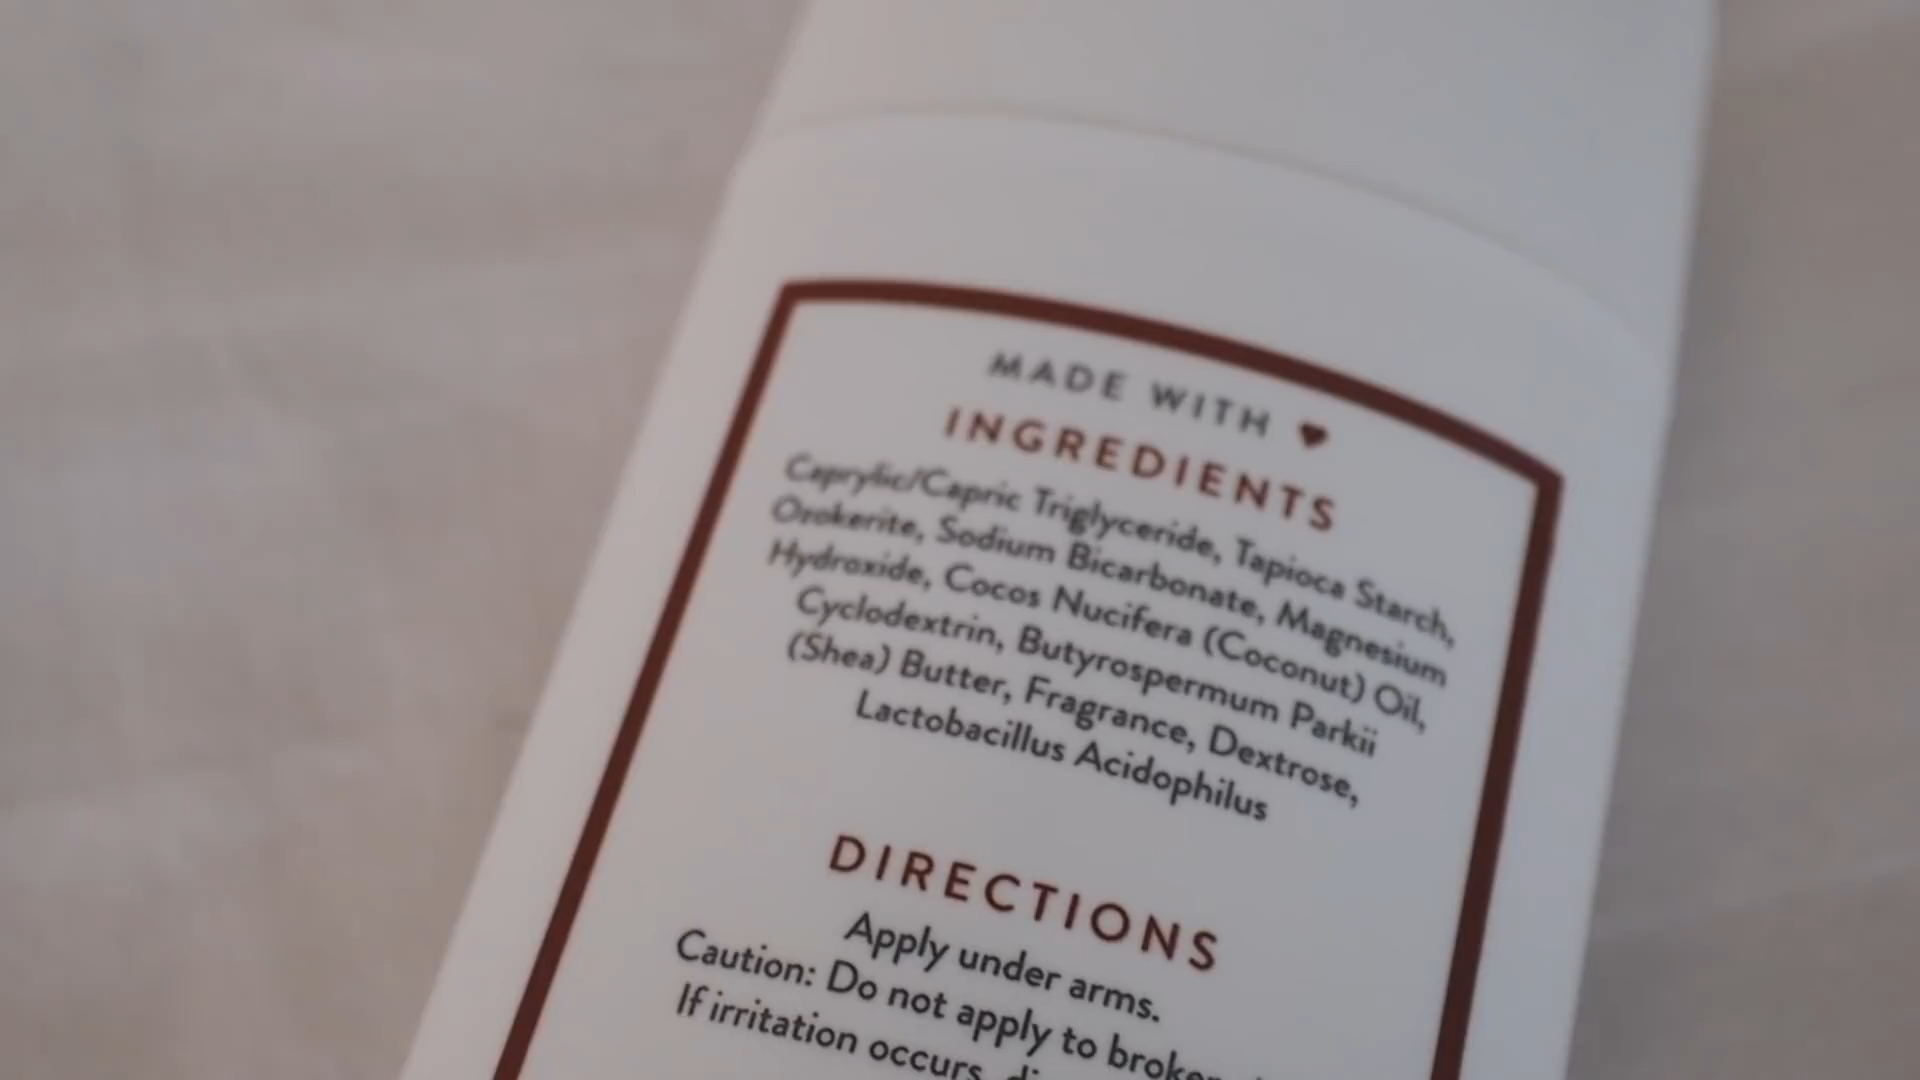 MADE WITH ♥
INGREDIENTS
Caprylic/Capric Triglyceride, Tapioca Starch,
Ozokerite, Sodium Bicarbonate, Magnesium
Hydroxide, Cocos Nucifera (Coconut) Oil,
Cyclodextrin, Butyrospermum Parkii
(Shea) Butter, Fragrance, Dextrose,
Lactobacillus Acidophilus
DIRECTIONS
Apply under arms.
Caution: Do not apply to
If irritation occurs,